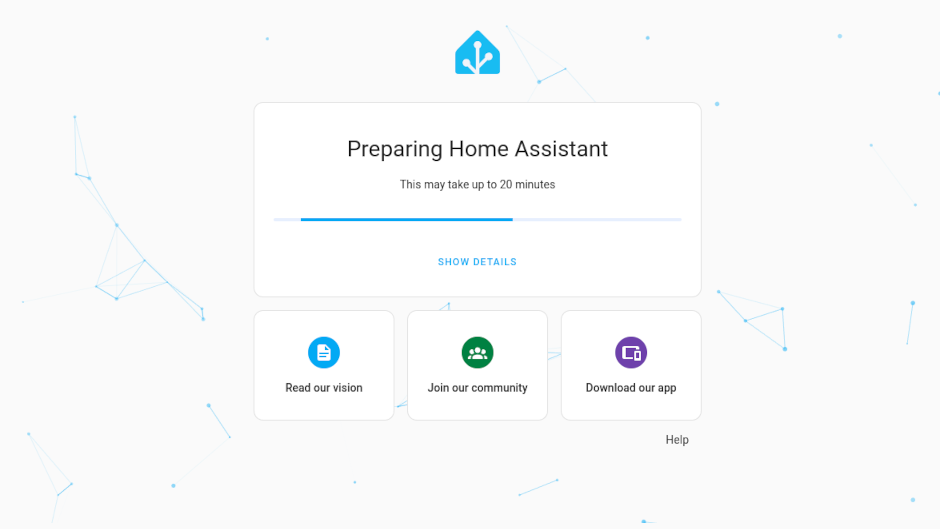 Preparing Home Assistant
This may take up to 20 minutes
SHOW DETAILS
Read our vision
Join our community
Download our app
Help